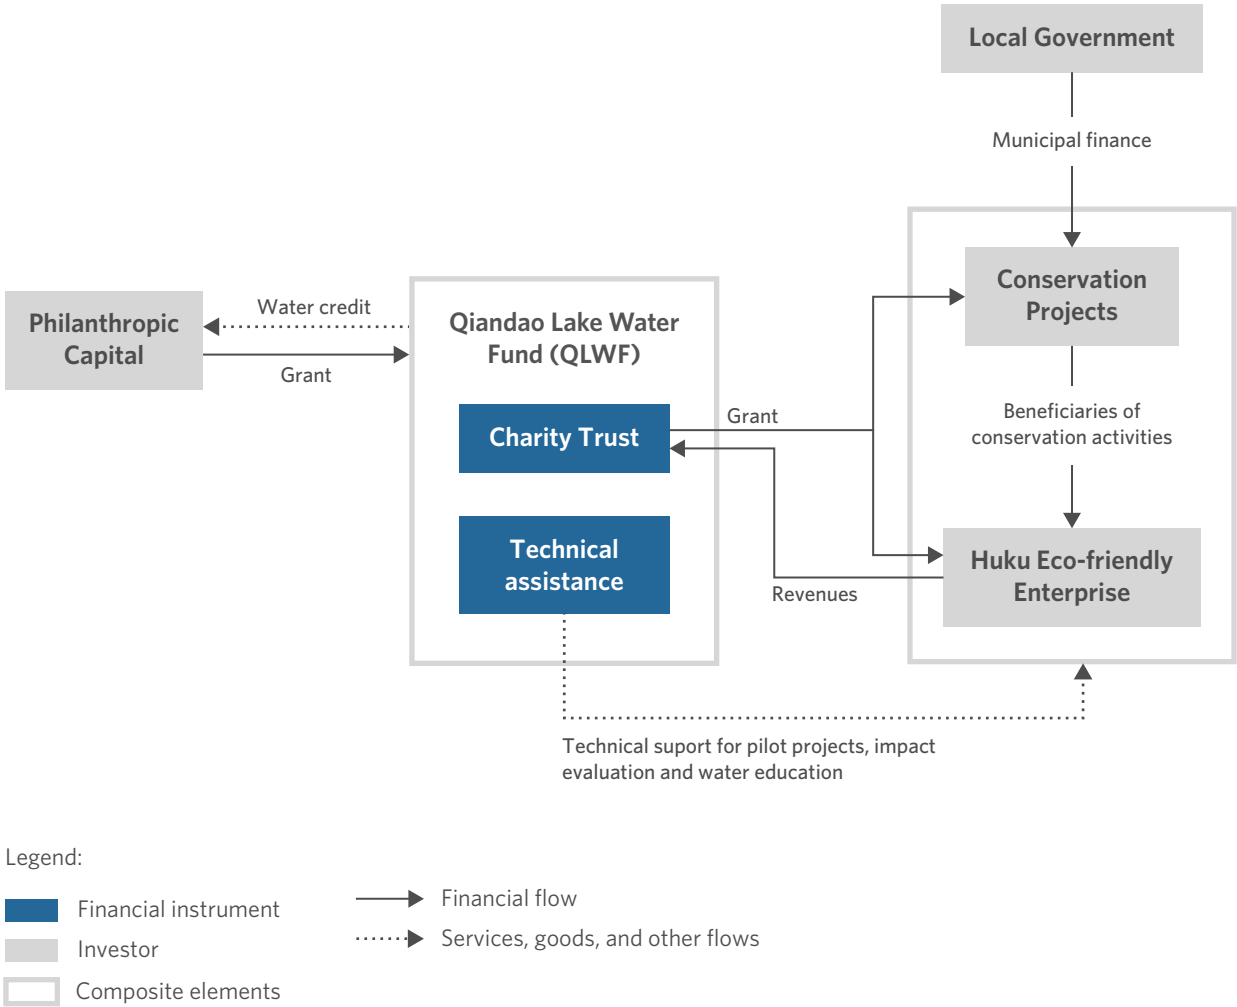 Local Government
Municipal finance
Conservation
Projects
Water credit
Philanthropic
Capital
Grant
Qiandao Lake Water
Fund (QLWF)
Charity Trust
Grant
Beneficiaries of
conservation activities
Technical
assistance
Huku Eco-friendly
Enterprise
Revenues
Technical suport for pilot projects, impact
evaluation and water education
Legend:
Financial instrument
Investor
Composite elements
Financial flow
Services, goods, and other flows